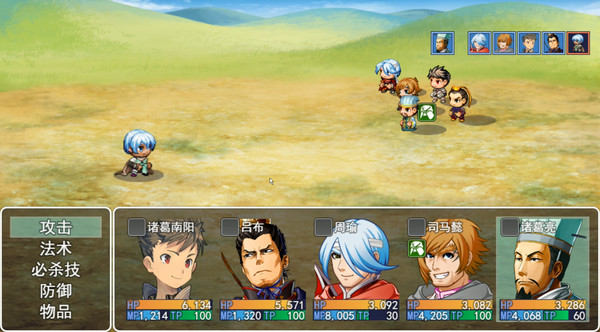 攻击
法术
必杀技
防御
物品
诸葛南阳
HP 6,134
MP 1,214 TP 100
吕布
HP 5,571
MP 1,320 TP 100
周瑜
HP 3,092
MP 8,005 TP 30
司马懿
HP 3,082
MP 4,205 TP 100
诸葛亮
HP 3,286
MP 4,068 TP 60